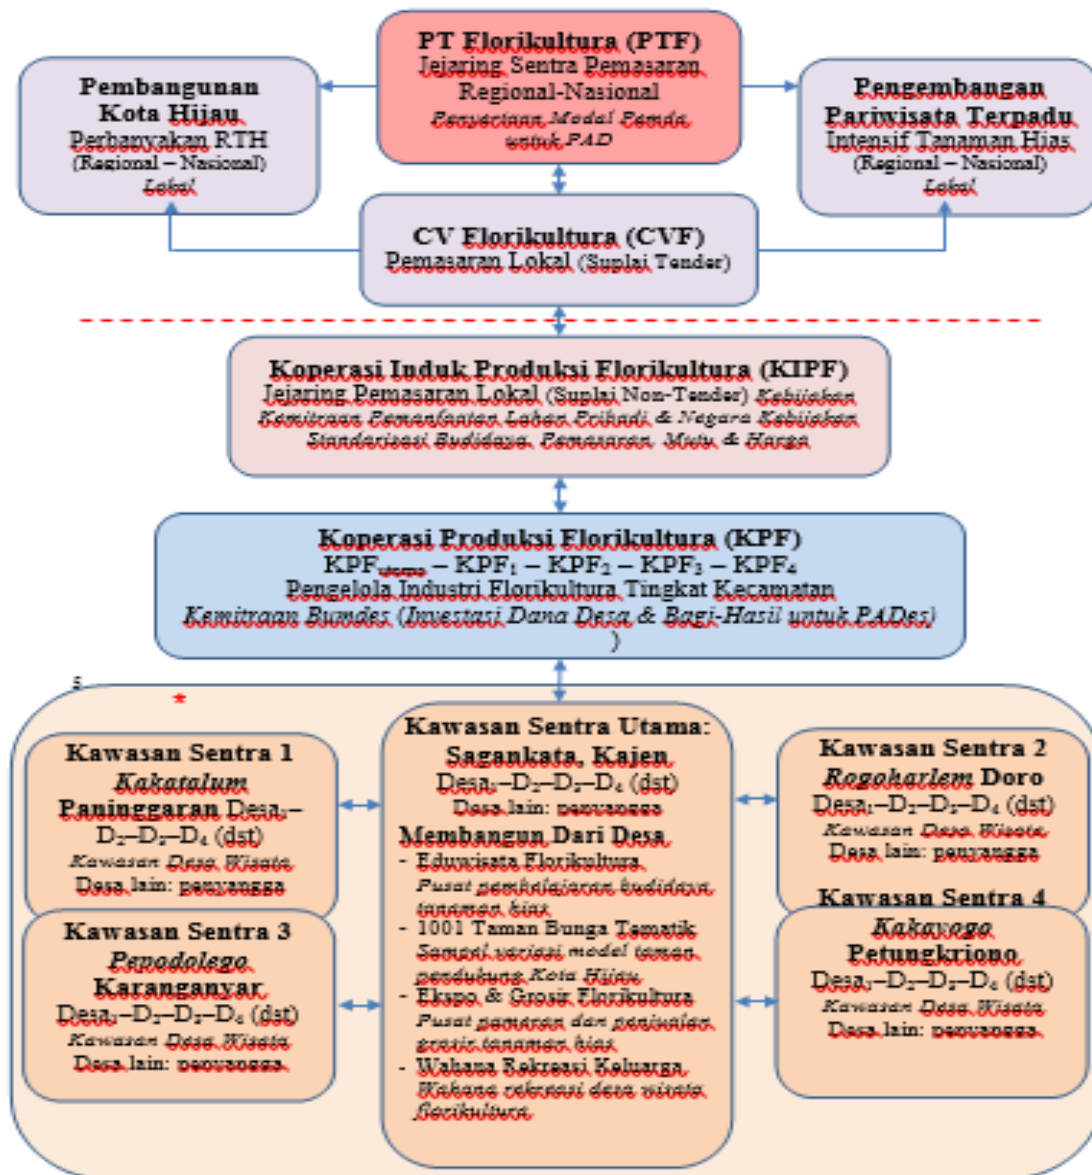 PT Florikultura (PTF)
Jejaring Sentra Pemasaran
Regional-Nasional
Penyertaan Modal Pemda
untuk PAD
Pembangunan
Kota Hijau
Perbanyakan RTH
(Regional – Nasional)
Lokal
Pengembangan
Pariwisata Terpadu
Intensif Tanaman Hias
(Regional – Nasional)
Lokal
CV Florikultura (CVF)
Pemasaran Lokal (Suplai Tender)
Koperasi Induk Produksi Florikultura (KIPF)
Jejaring Pemasaran Lokal (Suplai Non-Tender) Kebijakan
Kemitraan Pemanfaatan Lahan Pribadi & Negara Kebijakan
Standarisasi Budidaya, Pemasaran, Mutu & Harga
Koperasi Produksi Florikultura (KPF)
KPFutama – KPF1 – KPF2 – KPF3 – KPF4
Pengelola Industri Florikultura Tingkat Kecamatan
Kemitraan Bumdes (Investasi Dana Desa & Bagi-Hasil untuk PADes)
)
5
*
Kawasan Sentra 1
Kakatalum
Paninggaran Desa1–
D2–D3–D4 (dst)
Kawasan Desa Wisata
Desa lain: penyangga
Kawasan Sentra 3
Pepodolego
Karanganyar
Desa1–D2–D3–D4 (dst)
Kawasan Desa Wisata
Desa lain: penyangga
Kawasan Sentra Utama:
Sagankata, Kajen
Desa1–D2–D3–D4 (dst)
Desa lain: penyangga
Membangun Dari Desa
- Eduwisata Florikultura
Pusat pembelajaran budidaya
tanaman hias
- 1001 Taman Bunga Tematik
Sampel variasi model taman
pendukung Kota Hijau
- Ekspo & Grosir Florikultura
Pusat pameran dan penjualan
grosir tanaman hias
- Wahana Rekreasi Keluarga
Wahana rekreasi desa wisata
florikultura
Kawasan Sentra 2
Rogoharlem Doro
Desa1–D2–D3–D4 (dst)
Kawasan Desa Wisata
Desa lain: penyangga
Kawasan Sentra 4
Kakayogo
Petungkriono
Desa1–D2–D3–D4 (dst)
Kawasan Desa Wisata
Desa lain: penyangga